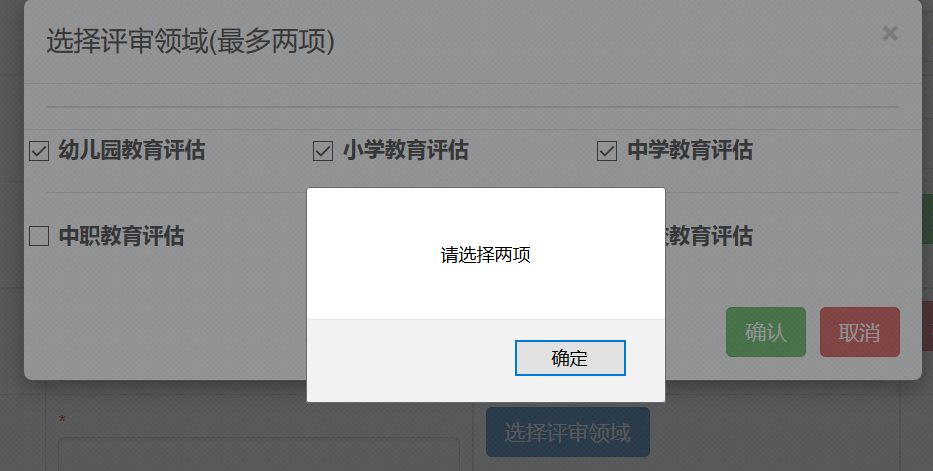 选择评审领域(最多两项)
×
幼儿园教育评估
小学教育评估
中学教育评估
中职教育评估
教育评估
请选择两项
确定
确认
取消
*
选择评审领域